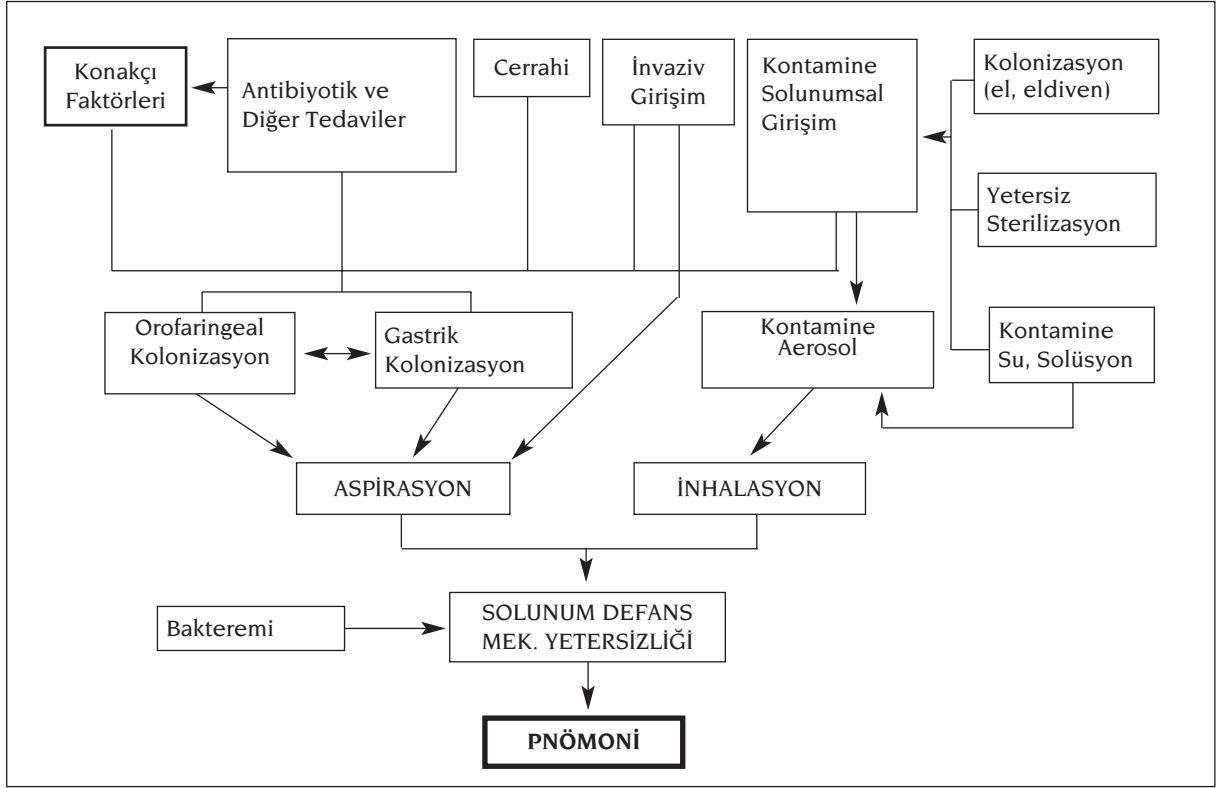 Konakçı
Faktörleri
Antibiyotik ve
Diğer Tedaviler
Cerrahi
İnvaziv
Girişim
Kontamine
Solunumsal
Girişim
Kolonizasyon
(el, eldiven)
Yetersiz
Sterilizasyon
Orofaringeal
Kolonizasyon
Gastrik
Kolonizasyon
Kontamine
Aerosol
Kontamine
Su, Solüsyon
ASPİRASYON
İNHALASYON
Bakteremi
SOLUNUM DEFANS
MEK. YETERSİZLİĞİ
PNÖMONİ